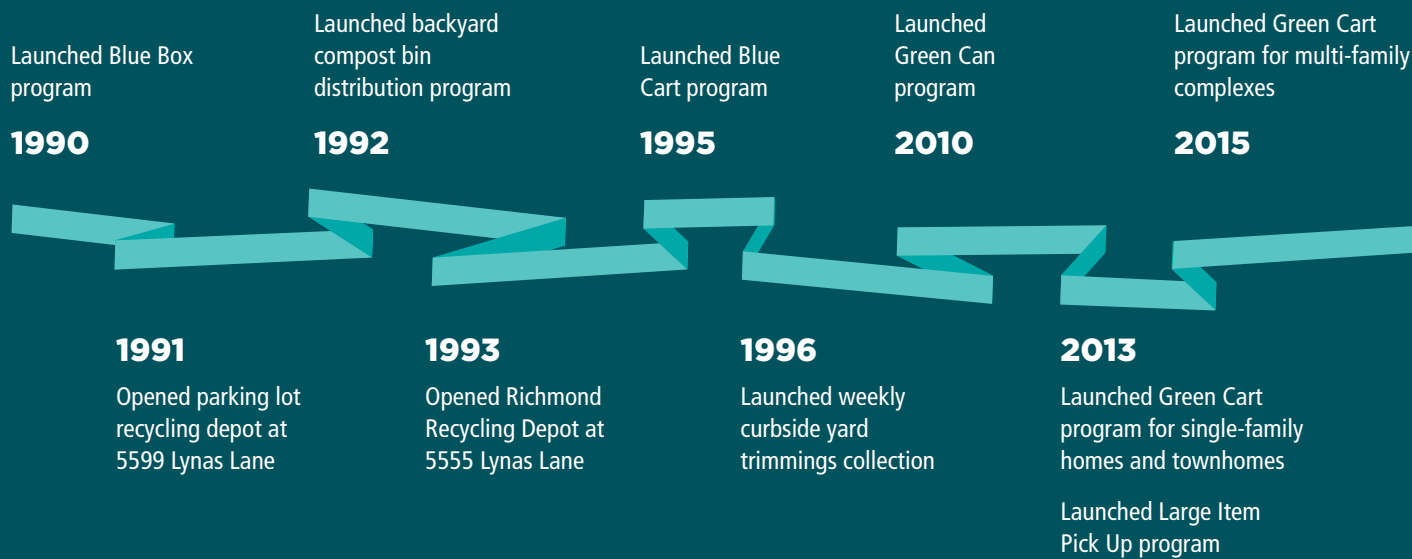 Launched Blue Box
program
1990
Launched backyard
compost bin
distribution program
1992
Launched Blue
Cart program
1995
Launched
Green Can
program
2010
Launched Green Cart
program for multi-family
complexes
2015
1991
Opened parking lot
recycling depot at
5599 Lynas Lane
1993
Opened Richmond
Recycling Depot at
5555 Lynas Lane
1996
Launched weekly
curbside yard
trimmings collection
2013
Launched Green Cart
program for single-family
homes and townhomes
Launched Large Item
Pick Up program